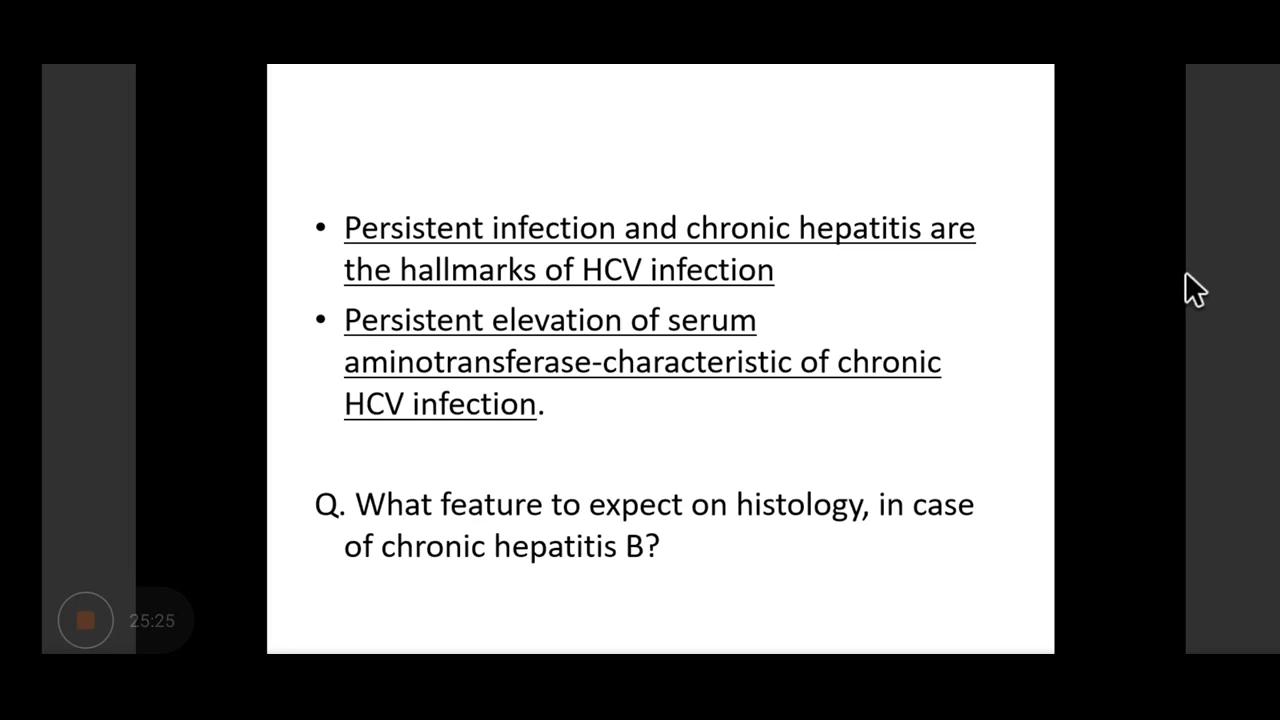 • Persistent infection and chronic hepatitis are
the hallmarks of HCV infection
• Persistent elevation of serum
aminotransferase-characteristic of chronic
HCV infection.
Q. What feature to expect on histology, in case
of chronic hepatitis B?
25:25